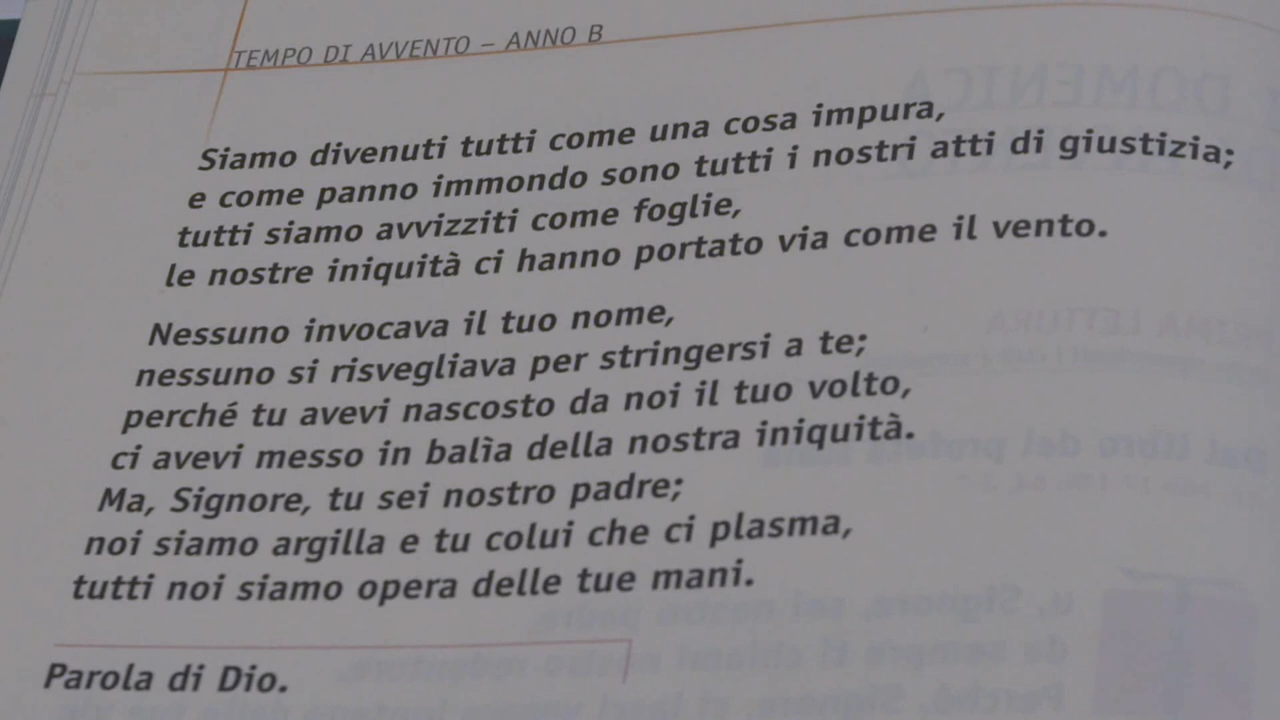 TEMPO DI AVVENTO – ANNO B
Siamo divenuti tutti come una cosa impura,
e come panno immondo sono tutti i nostri atti di giustizia;
tutti siamo avvizziti come foglie,
le nostre iniquità ci hanno portato via come il vento.
Nessuno invocava il tuo nome,
nessuno si risvegliava per stringersi a te;
perché tu avevi nascosto da noi il tuo volto,
ci avevi messo in balìa della nostra iniquità.
Ma, Signore, tu sei nostro padre;
noi siamo argilla e tu colui che ci plasma,
tutti noi siamo opera delle tue mani.
Parola di Dio.